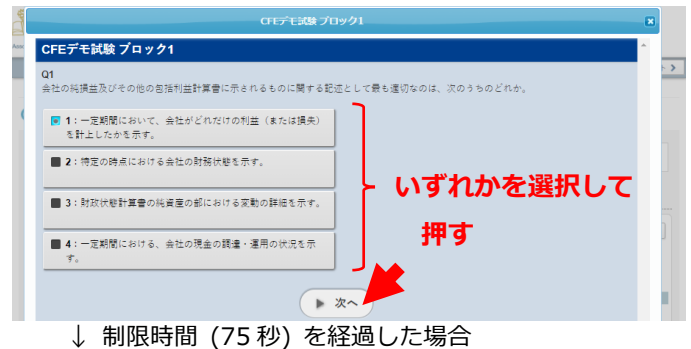 CFEデモ試験 ブロック1
CFEデモ試験 ブロック1
Q1
会社の純損益及びその他の包括利益計算書に示されるものに関する記述として最も適切なのは、次のうちのどれか。
1：一定期間において、会社がどれだけの利益（または損失）
を計上したかを示す。
2：特定の時点における会社の財務状態を示す。
3：財政状態計算書の純資産の部における変動の詳細を示す。
4：一定期間における、会社の現金の調達・運用の状況を示
す。
いずれかを選択して
押す
次へ
↓ 制限時間 (75 秒) を経過した場合